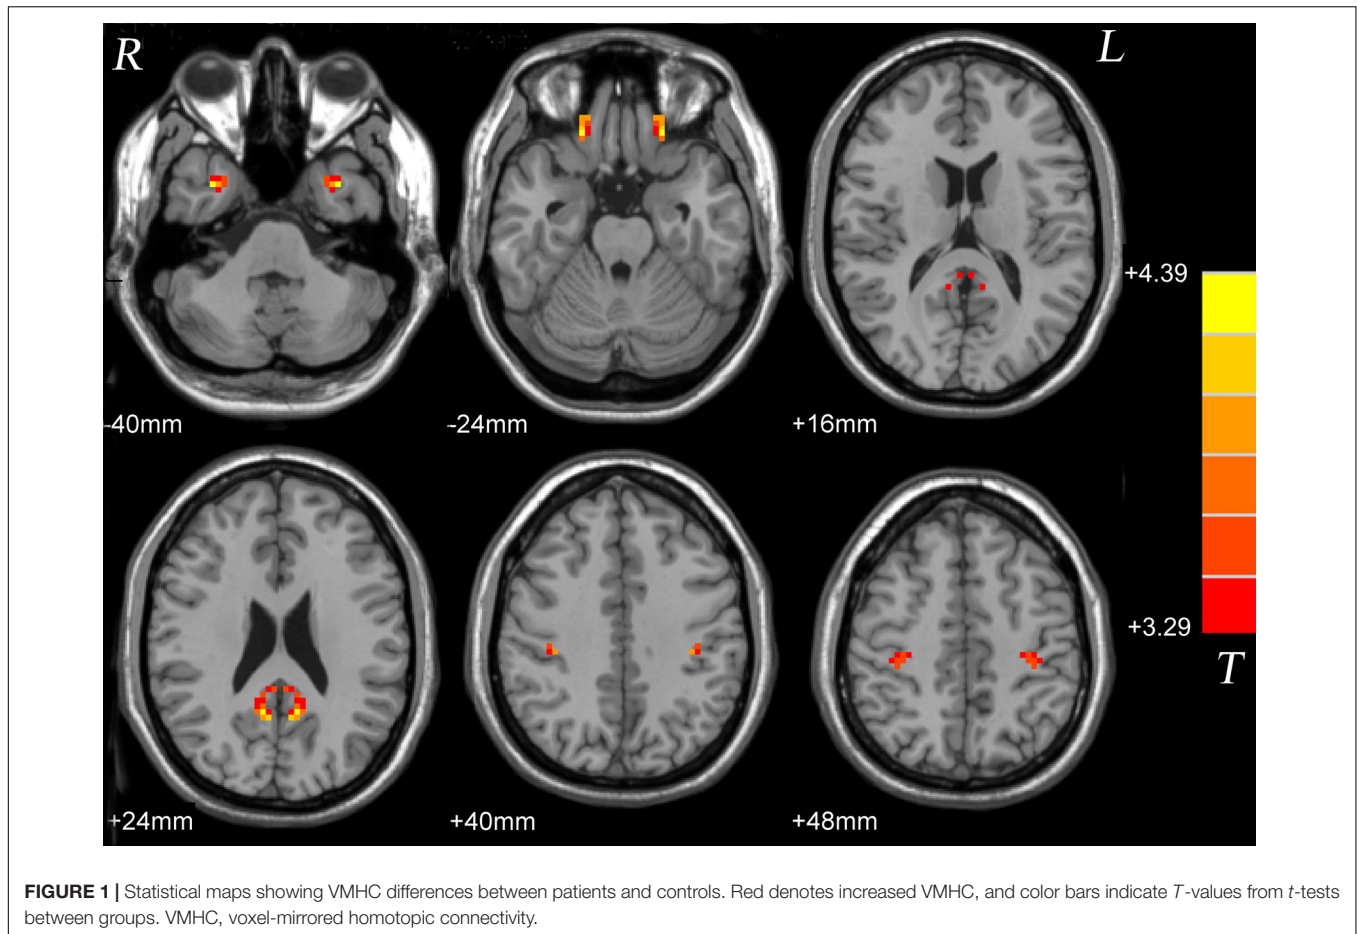 R
L
-40mm
-24mm
+16mm
+4.39
+3.29
T
+24mm
+40mm
+48mm
FIGURE 1 | Statistical maps showing VMHC differences between patients and controls. Red denotes increased VMHC, and color bars indicate T-values from t-tests
between groups. VMHC, voxel-mirrored homotopic connectivity.